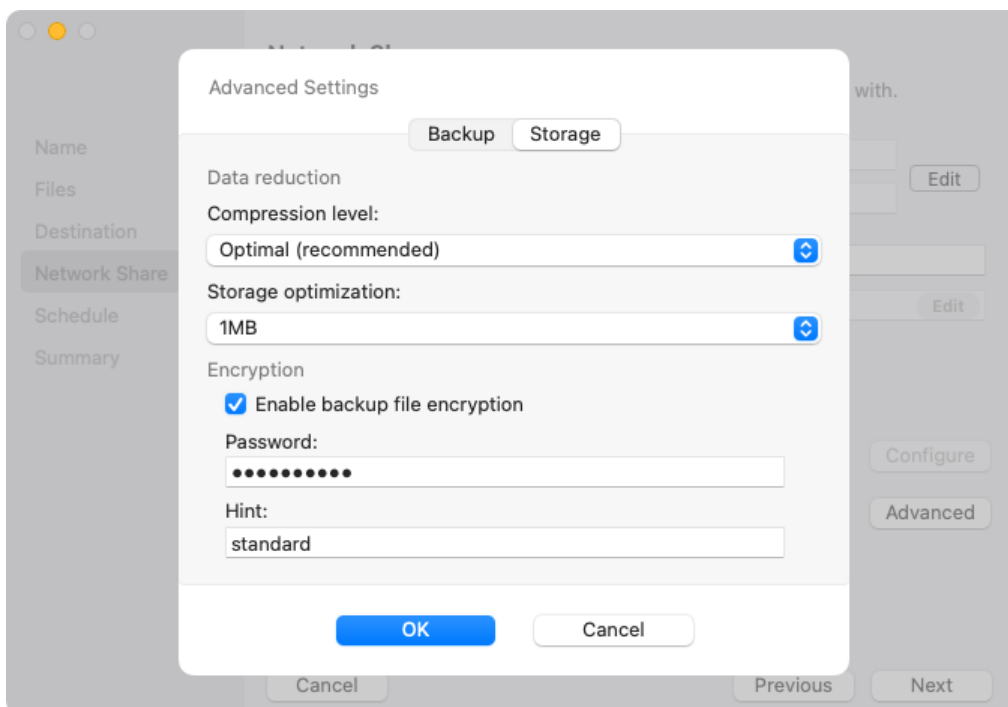 Advanced Settings
with.
Backup Storage
Name
Files
Destination
Network Share
Schedule
Summary
Edit
Edit
Data reduction
Compression level:
Optimal (recommended)
Storage optimization:
1MB
Encryption
Enable backup file encryption
Password:
••••••••••
Hint:
standard
Configure
Advanced
OK Cancel
Cancel Previous Next